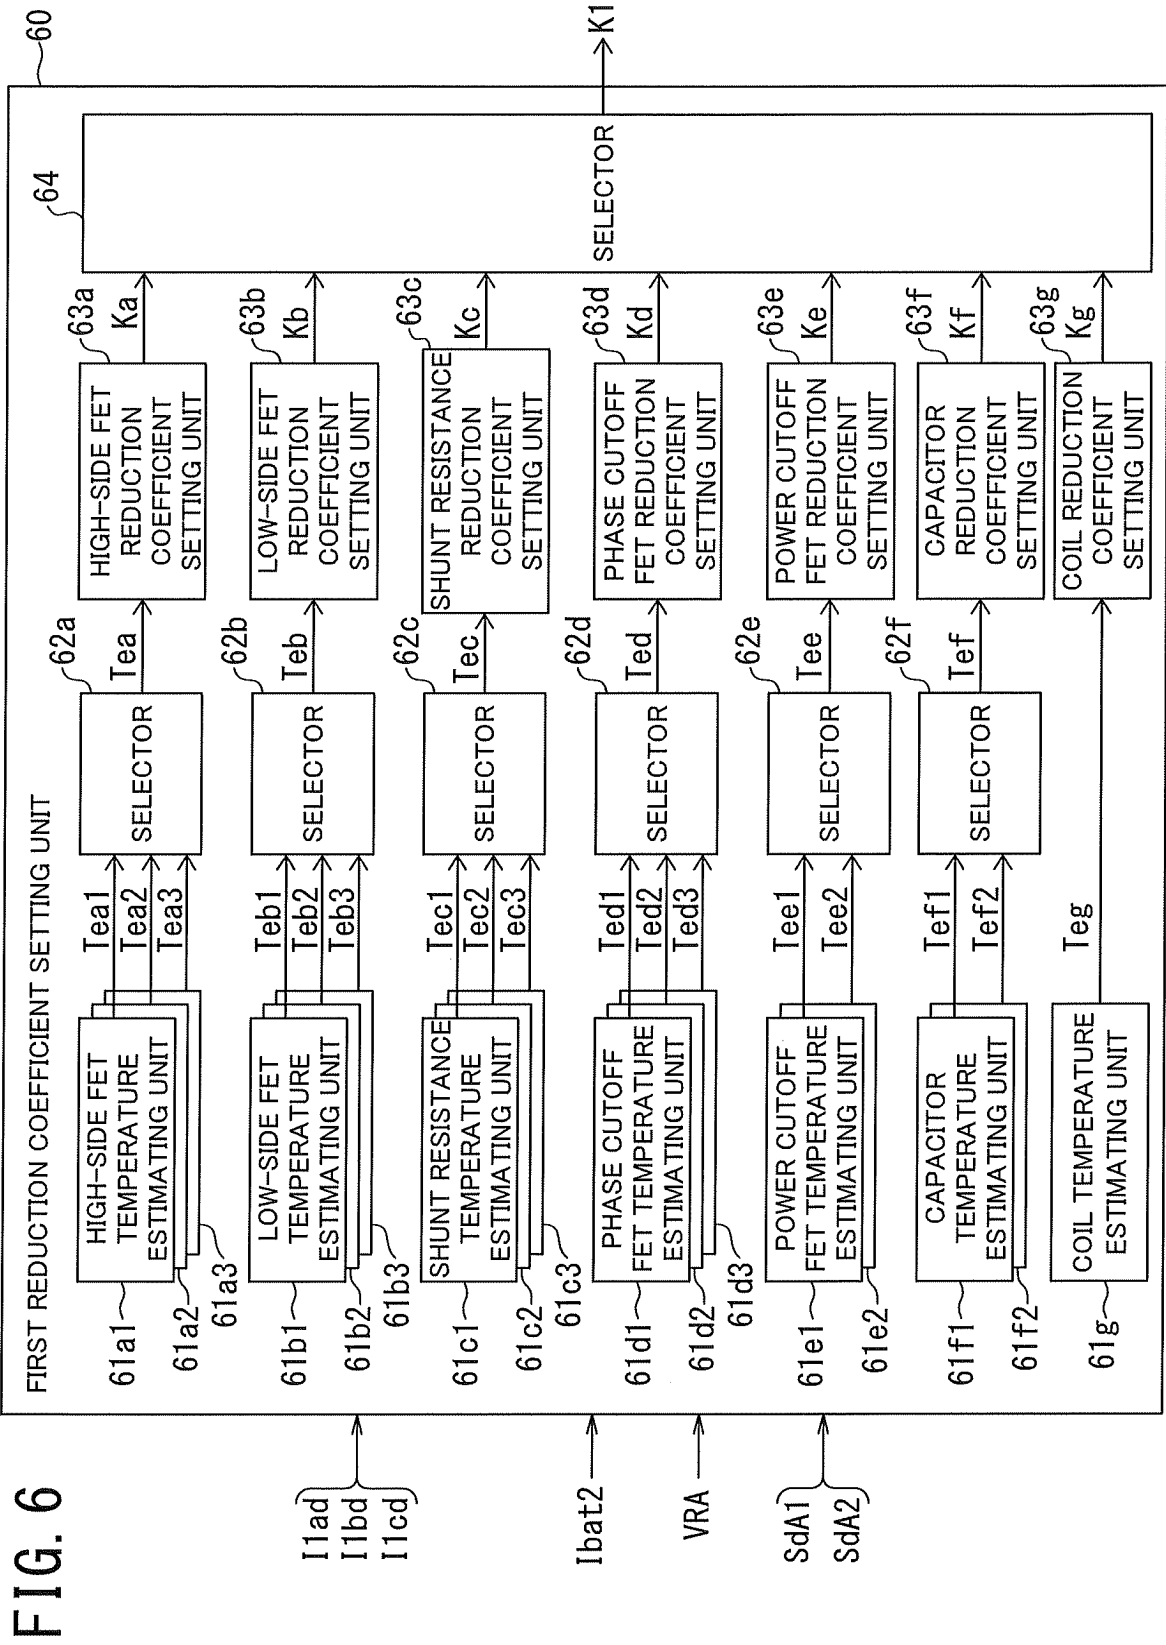 FIG. 6
FIRST REDUCTION COEFFICIENT SETTING UNIT
60
I1ad
I1bd
I1cd
Ibat2
VRA
SdA1
SdA2
61a1
61a2
61a3
HIGH-SIDE FET
TEMPERATURE
ESTIMATING UNIT
Tea1
Tea2
Tea3
SELECTOR
62a
Tea
HIGH-SIDE FET
REDUCTION
COEFFICIENT
SETTING UNIT
63a
Ka
61b1
61b2
61b3
LOW-SIDE FET
TEMPERATURE
ESTIMATING UNIT
Teb1
Teb2
Teb3
SELECTOR
62b
Teb
LOW-SIDE FET
REDUCTION
COEFFICIENT
SETTING UNIT
63b
Kb
61c1
61c2
61c3
SHUNT RESISTANCE
TEMPERATURE
ESTIMATING UNIT
Tec1
Tec2
Tec3
SELECTOR
62c
Tec
SHUNT RESISTANCE
REDUCTION
COEFFICIENT
SETTING UNIT
63c
Kc
61d1
61d2
61d3
PHASE CUTOFF
FET TEMPERATURE
ESTIMATING UNIT
Ted1
Ted2
Ted3
SELECTOR
62d
Ted
PHASE CUTOFF
FET REDUCTION
COEFFICIENT
SETTING UNIT
63d
Kd
61e1
61e2
POWER CUTOFF
FET TEMPERATURE
ESTIMATING UNIT
Tee1
Tee2
SELECTOR
62e
Tee
POWER CUTOFF
FET REDUCTION
COEFFICIENT
SETTING UNIT
63e
Ke
61f1
61f2
CAPACITOR
TEMPERATURE
ESTIMATING UNIT
Tef1
Tef2
SELECTOR
62f
Tef
CAPACITOR
REDUCTION
COEFFICIENT
SETTING UNIT
63f
Kf
61g
COIL TEMPERATURE
ESTIMATING UNIT
Teg
COIL REDUCTION
COEFFICIENT
SETTING UNIT
63g
Kg
64
SELECTOR
K1